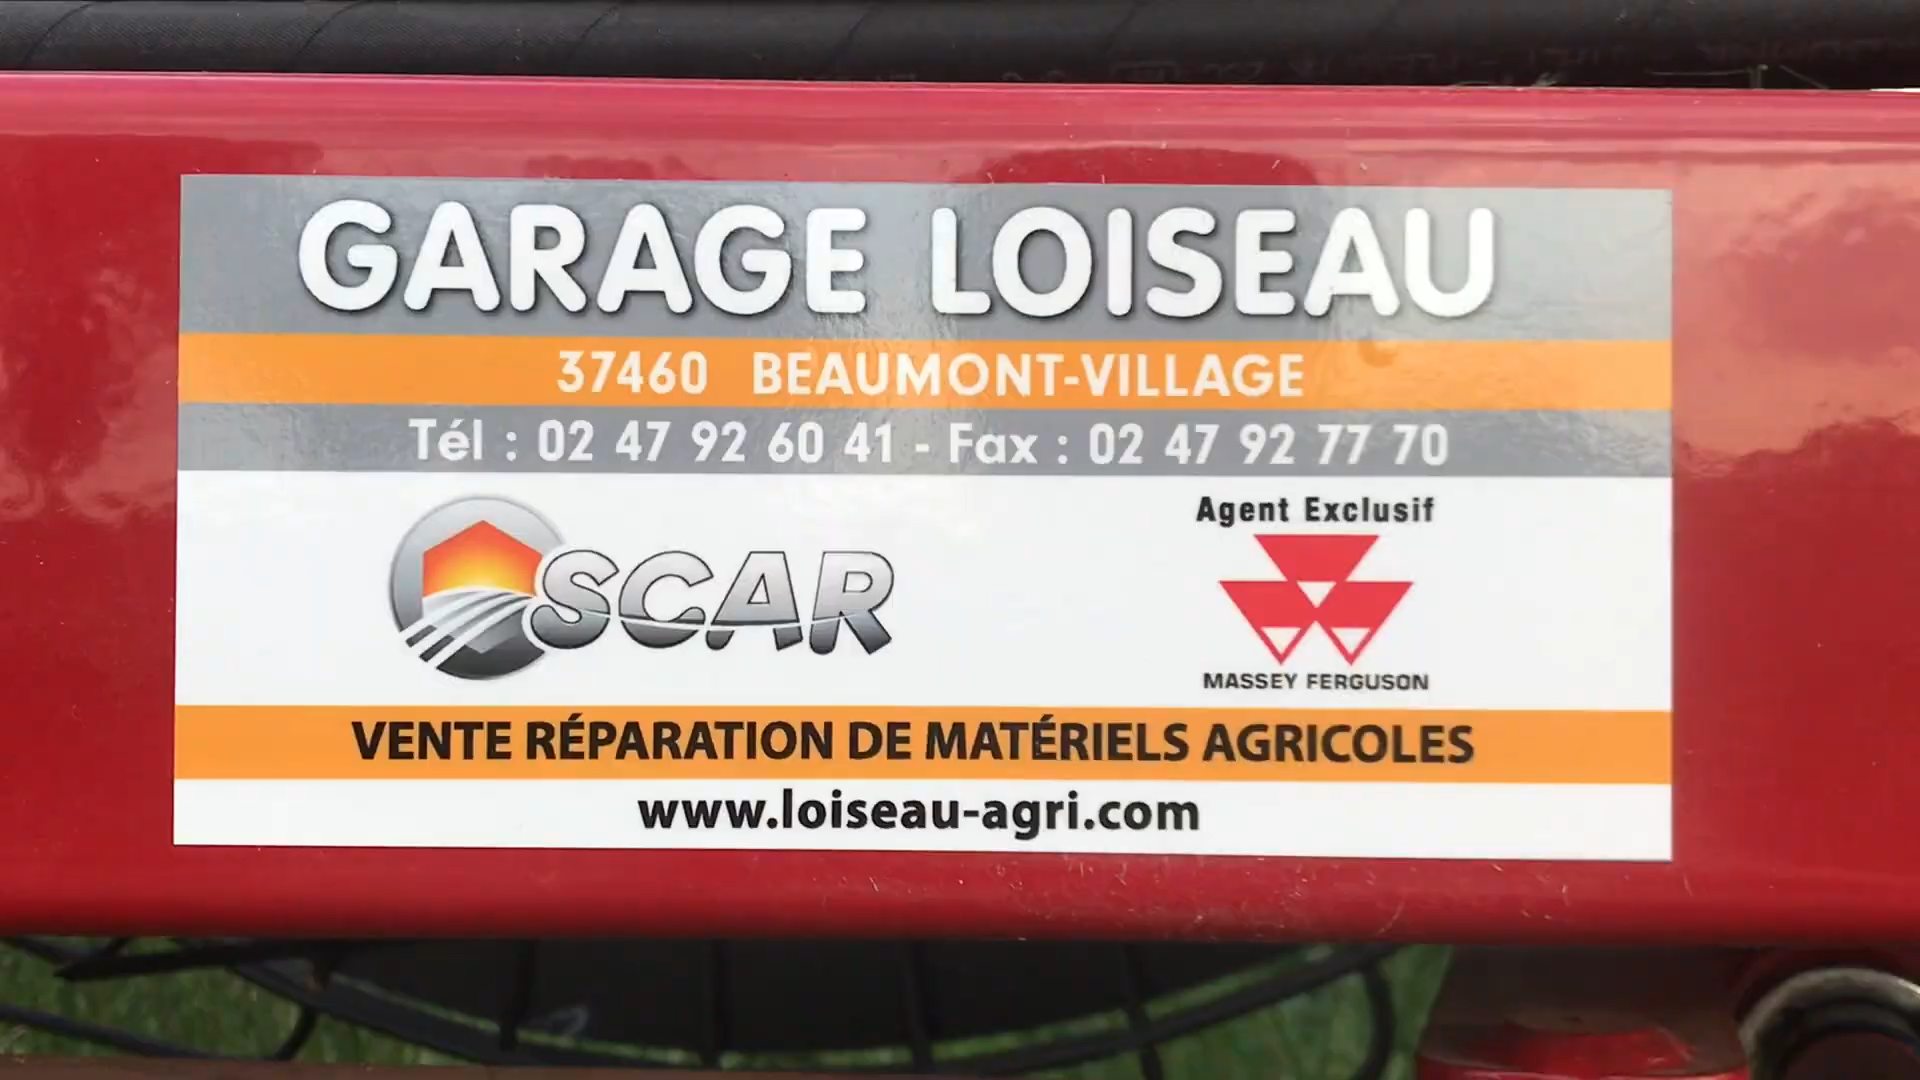 GARAGE LOISEAU
37460 BEAUMONT-VILLAGE
Tél : 02 47 92 60 41 - Fax : 02 47 92 77 70
OSCAR
Agent Exclusif
MASSEY FERGUSON
VENTE RÉPARATION DE MATÉRIELS AGRICOLES
www.loiseau-agri.com